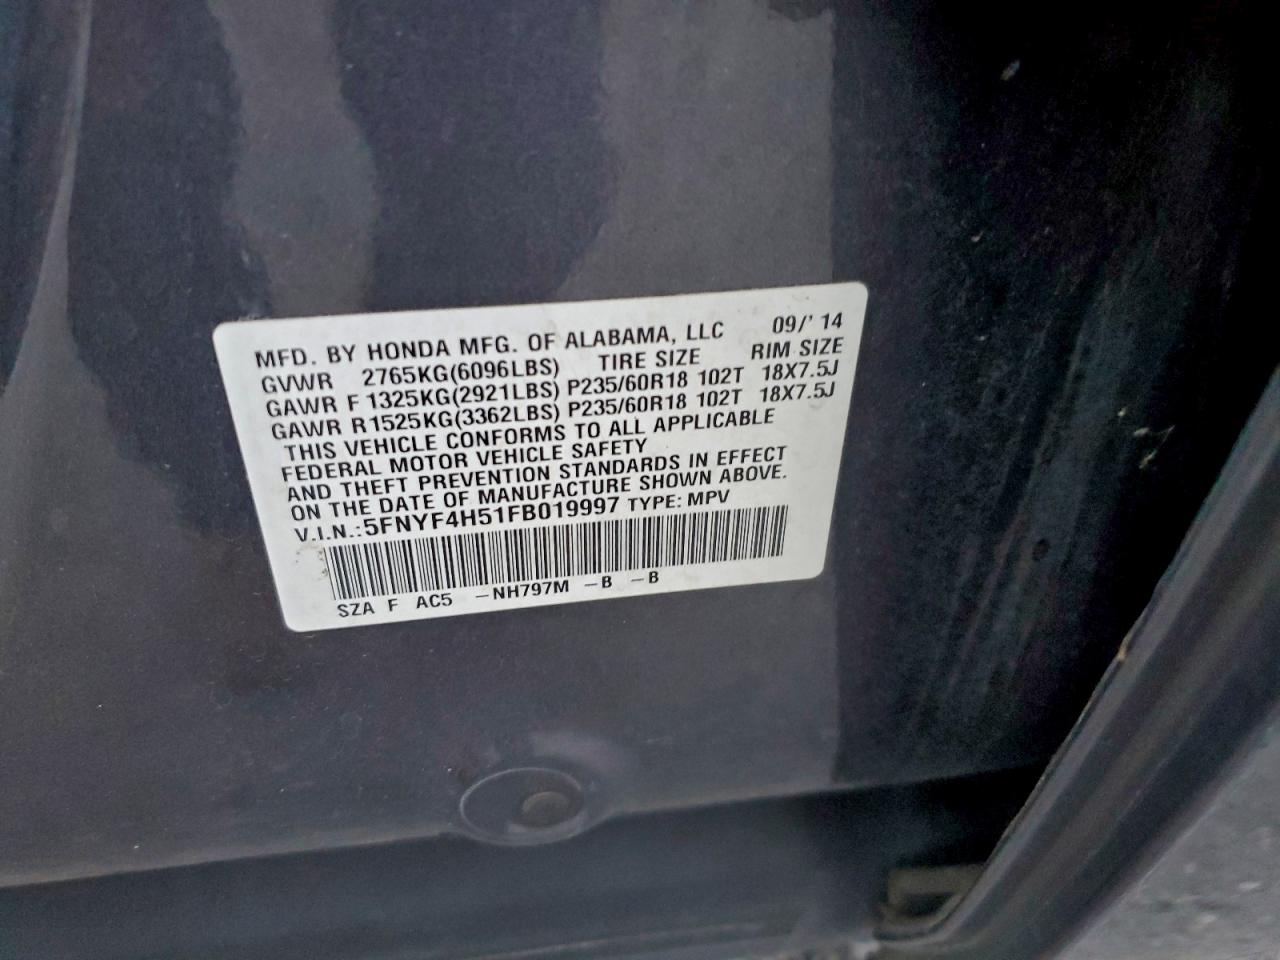 MFD. BY HONDA MFG. OF ALABAMA, LLC 09/'14
GVWR 2765KG(6096LBS) TIRE SIZE RIM SIZE
GAWR F 1325KG(2921LBS) P235/60R18 102T 18X7.5J
GAWR R 1525KG(3362LBS) P235/60R18 102T 18X7.5J
THIS VEHICLE CONFORMS TO ALL APPLICABLE
FEDERAL MOTOR VEHICLE SAFETY
AND THEFT PREVENTION STANDARDS IN EFFECT
ON THE DATE OF MANUFACTURE SHOWN ABOVE.
V.I.N.:5FNYF4H51FB019997 TYPE: MPV
SZA F AC5 -NH797M -B -B